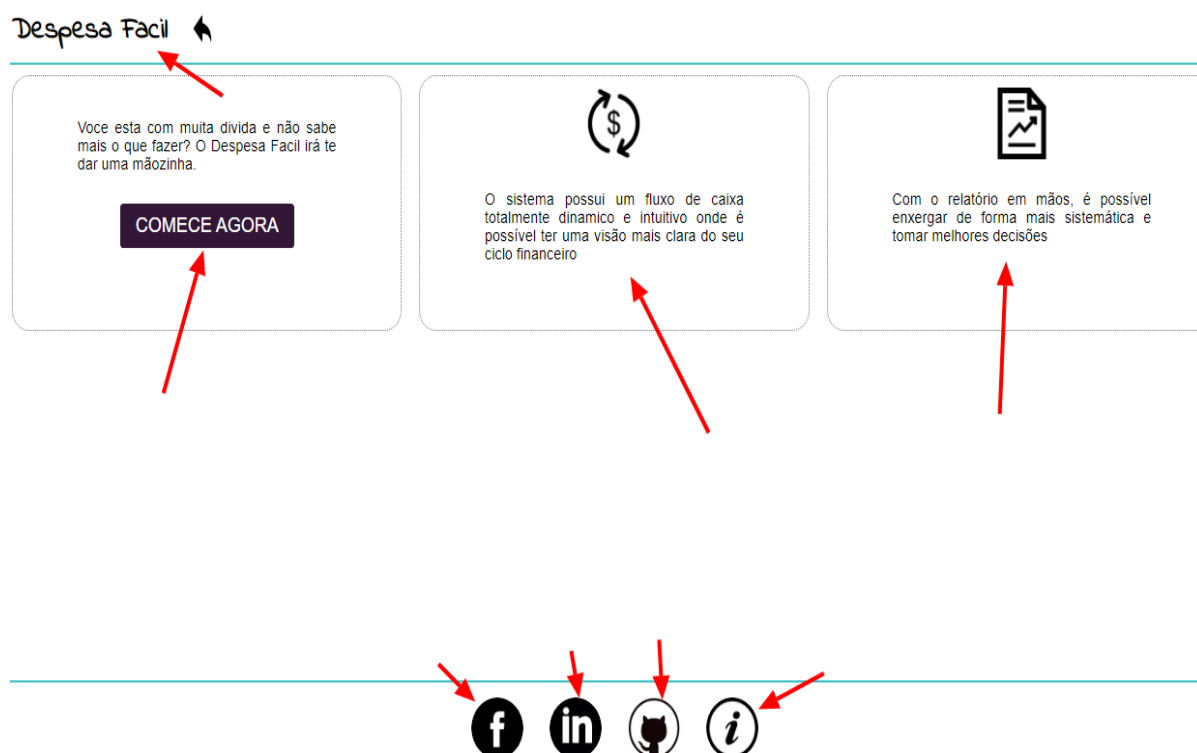 Despesa Facil
Voce esta com muita divida e não sabe
mais o que fazer? O Despesa Facil irá te
dar uma mãozinha.
COMECE AGORA
$
O sistema possui um fluxo de caixa
totalmente dinamico e intuitivo onde é
possível ter uma visão mais clara do seu
ciclo financeiro
Com o relatório em mãos, é possível
enxergar de forma mais sistemática e
tomar melhores decisões
f
in
i